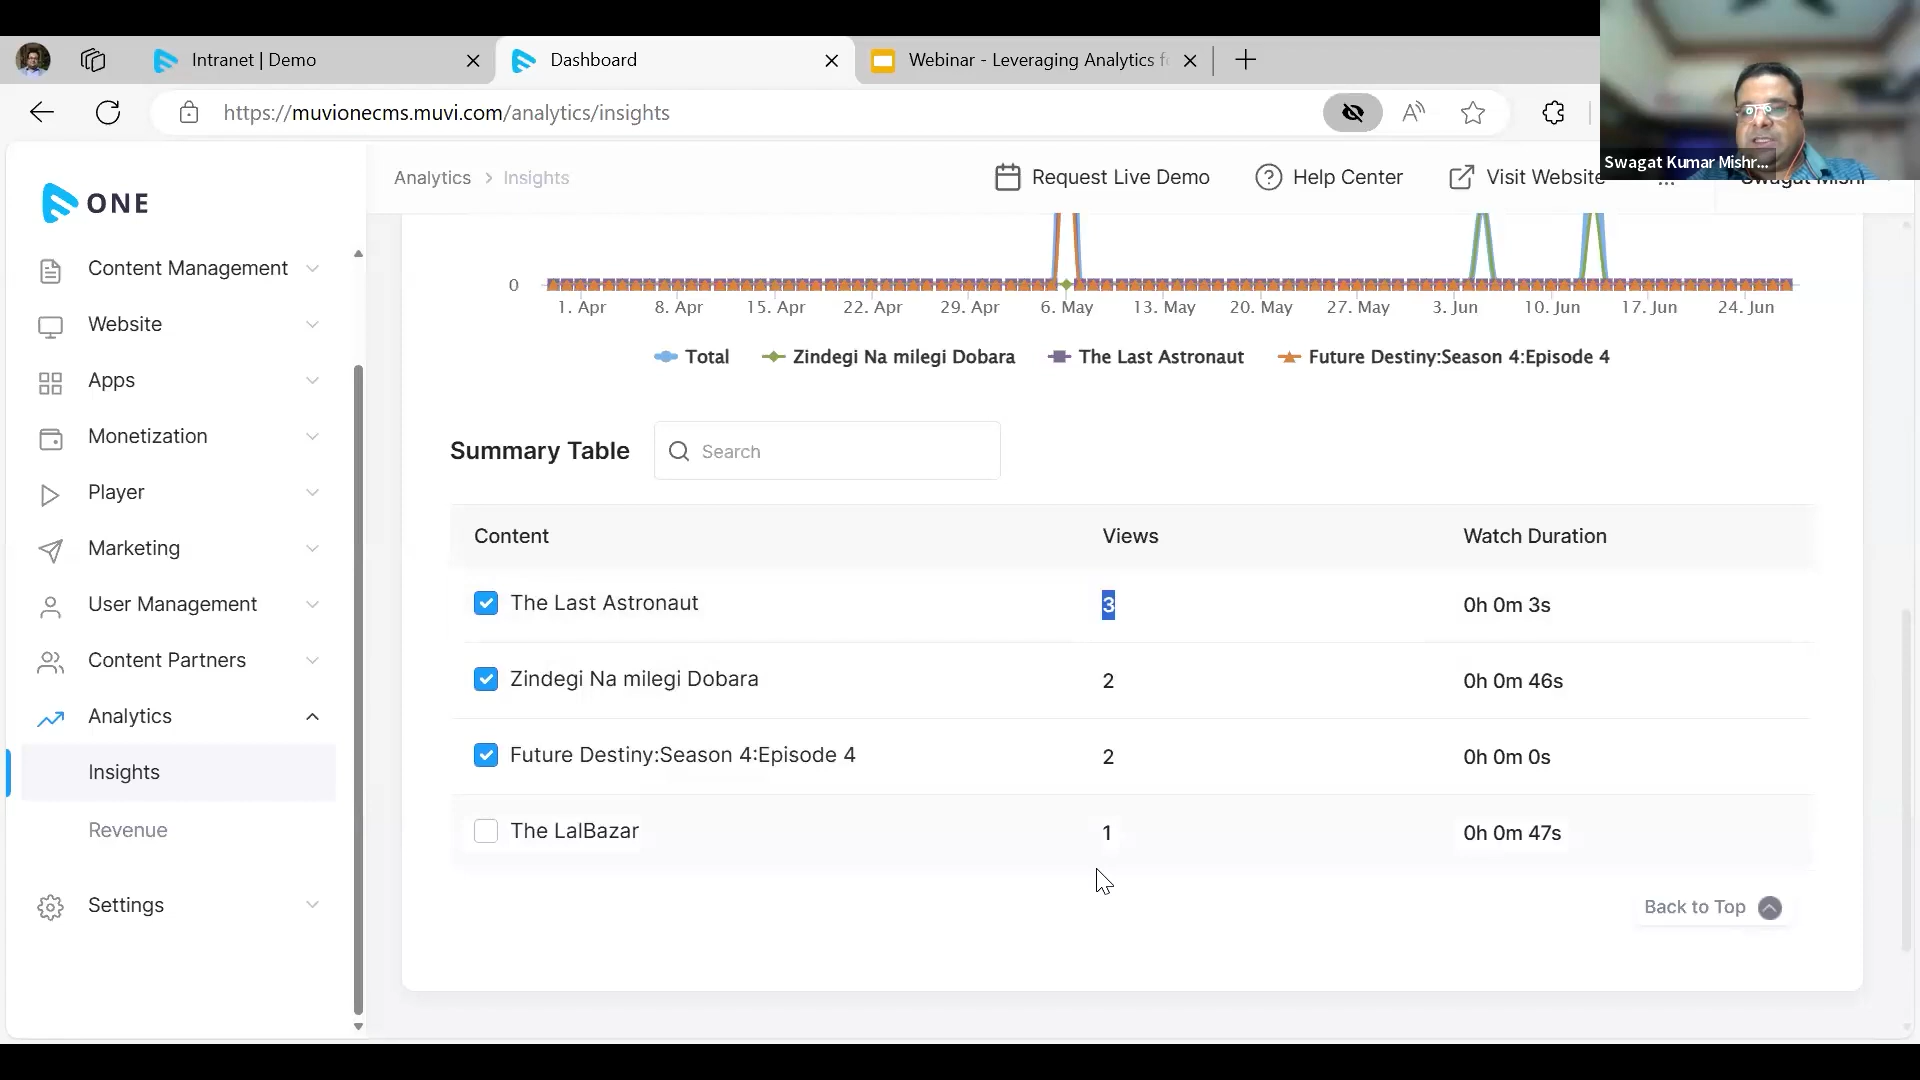 Intranet | Demo
Dashboard
Webinar - Leveraging Analytics f
https://muvionecms.muvi.com/analytics/insights
Swagat Kumar Mishr...
ONE
Analytics > Insights
Request Live Demo
Help Center
Visit Website
Swagat Mishr
Content Management
Website
Apps
Monetization
Player
Marketing
User Management
Content Partners
Analytics
Insights
Revenue
Settings
0
1. Apr 8. Apr 15. Apr 22. Apr 29. Apr 6. May 13. May 20. May 27. May 3. Jun 10. Jun 17. Jun 24. Jun
Total Zindegi Na milegi Dobara The Last Astronaut Future Destiny:Season 4:Episode 4
Summary Table Search
Content Views Watch Duration
The Last Astronaut 3 0h 0m 3s
Zindegi Na milegi Dobara 2 0h 0m 46s
Future Destiny:Season 4:Episode 4 2 0h 0m 0s
The LalBazar 1 0h 0m 47s
Back to Top